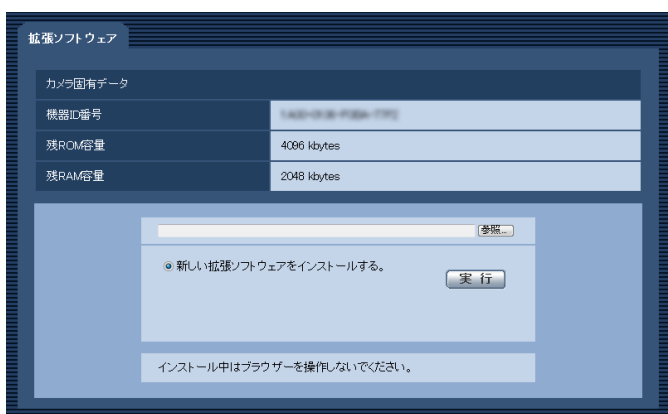 拡張ソフトウェア
カメラ固有データ
機器ID番号
残ROM容量 4096 kbytes
残RAM容量 2048 kbytes
参照...
新しい拡張ソフトウェアをインストールする。
実 行
インストール中はブラウザーを操作しないでください。